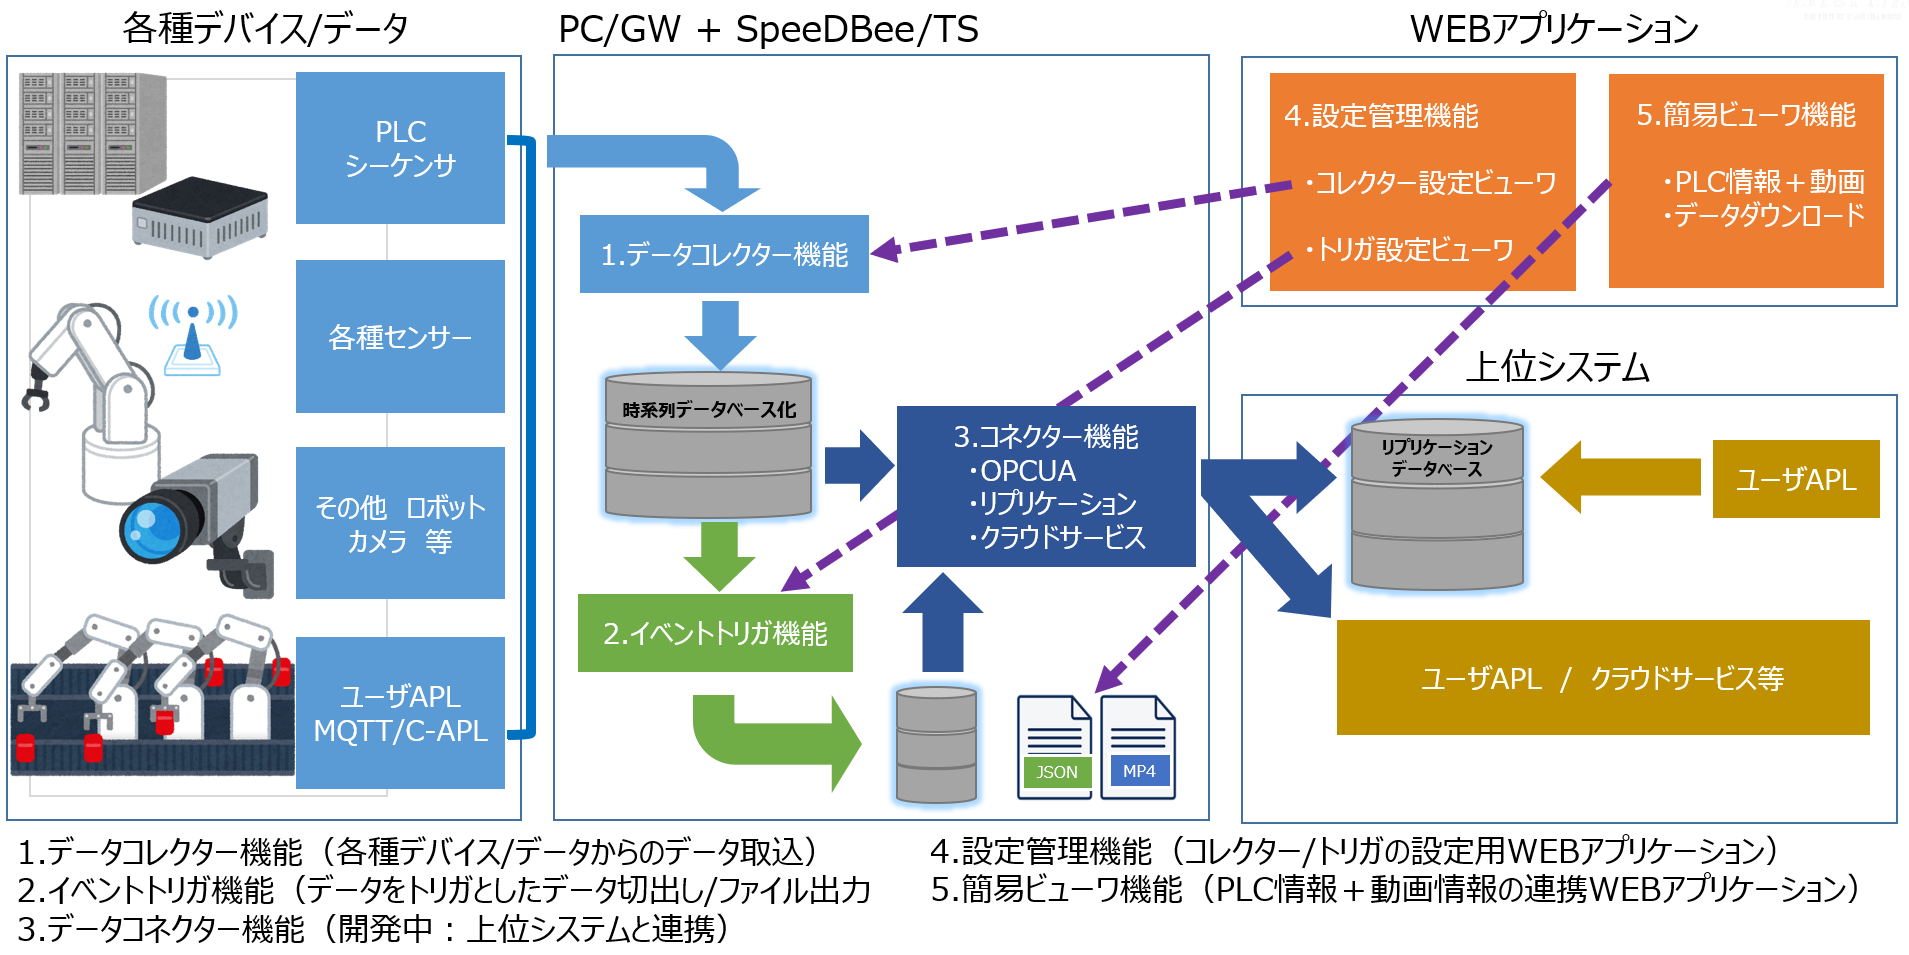 各種デバイス/データ
PLC
シーケンサ
各種センサー
その他　ロボット
カメラ　等
ユーザAPL
MQTT/C-APL
PC/GW + SpeeDBee/TS
1.データコレクター機能
時系列データベース化
3.コネクター機能
・OPCUA
・リプリケーション
・クラウドサービス
2.イベントトリガ機能
JSON
MP4
WEBアプリケーション
4.設定管理機能
・コレクター設定ビューワ
・トリガ設定ビューワ
5.簡易ビューワ機能
・PLC情報＋動画
・データダウンロード
上位システム
リプリケーション
データベース
ユーザAPL
ユーザAPL / クラウドサービス等
1.データコレクター機能（各種デバイス/データからのデータ取込）
2.イベントトリガ機能（データをトリガとしたデータ切出し/ファイル出力
3.データコネクター機能（開発中：上位システムと連携）
4.設定管理機能（コレクター/トリガの設定用WEBアプリケーション）
5.簡易ビューワ機能（PLC情報＋動画情報の連携WEBアプリケーション）